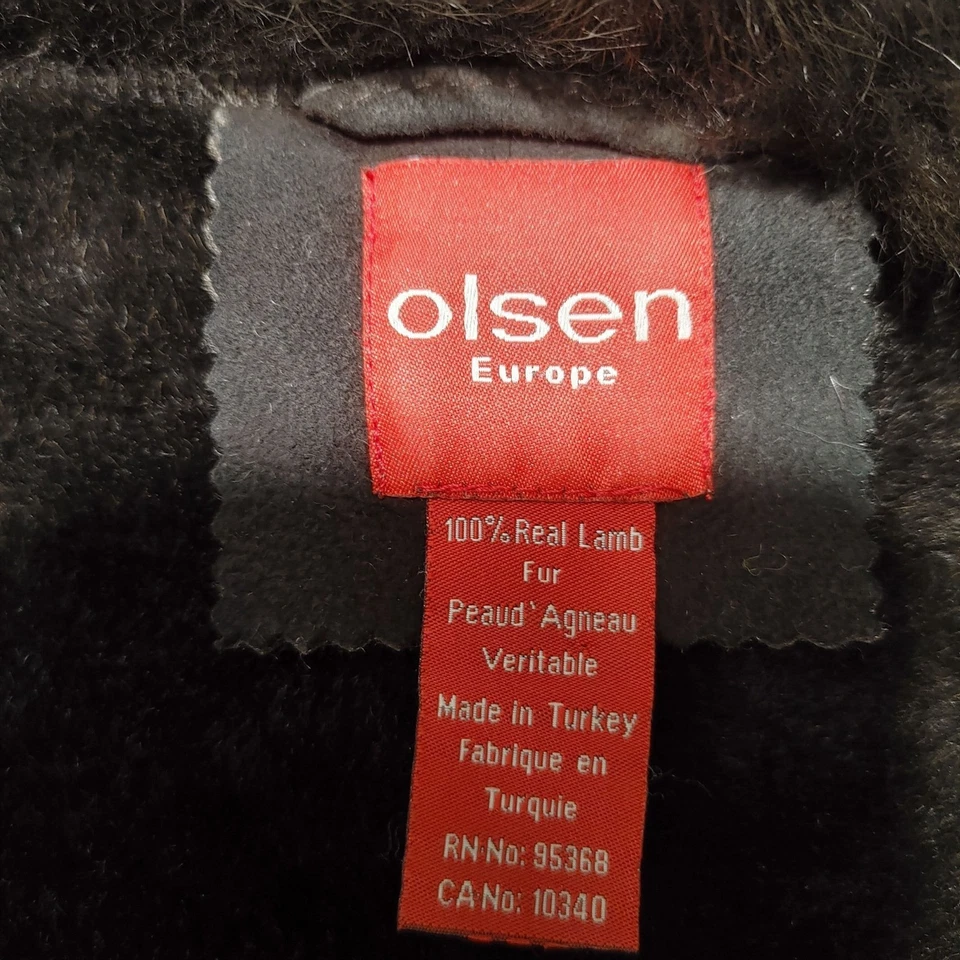 olsen
Europe
100% Real Lamb
Fur
Peaud`Agneau
Veritable
Made in Turkey
Fabrique en
Turquie
RN No: 95368
CA No: 10340